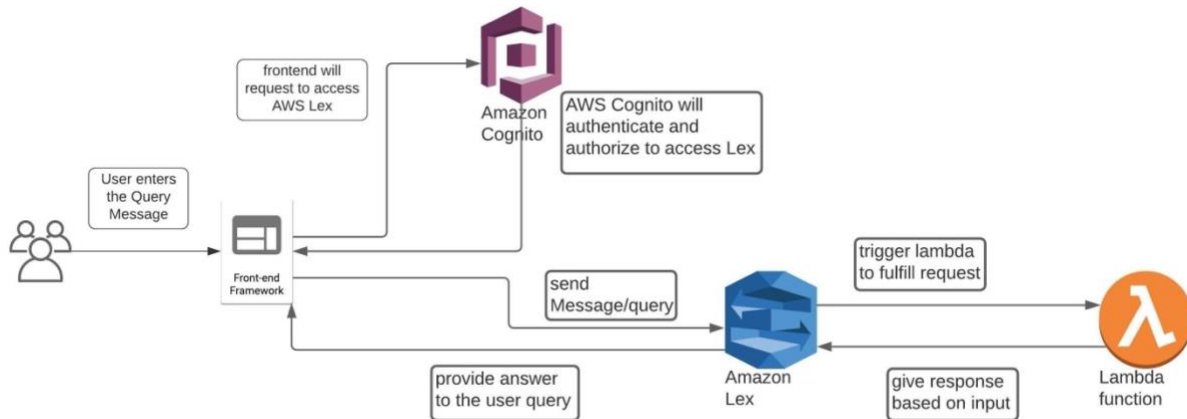 frontend will
request to access
AWS Lex
Amazon
Cognito
AWS Cognito will
authenticate and
authorize to access Lex
User enters
the Query
Message
Front-end
Framework
send
Message/query
trigger lambda
to fulfill request
provide answer
to the user query
Amazon
Lex
give response
based on input
Lambda
function